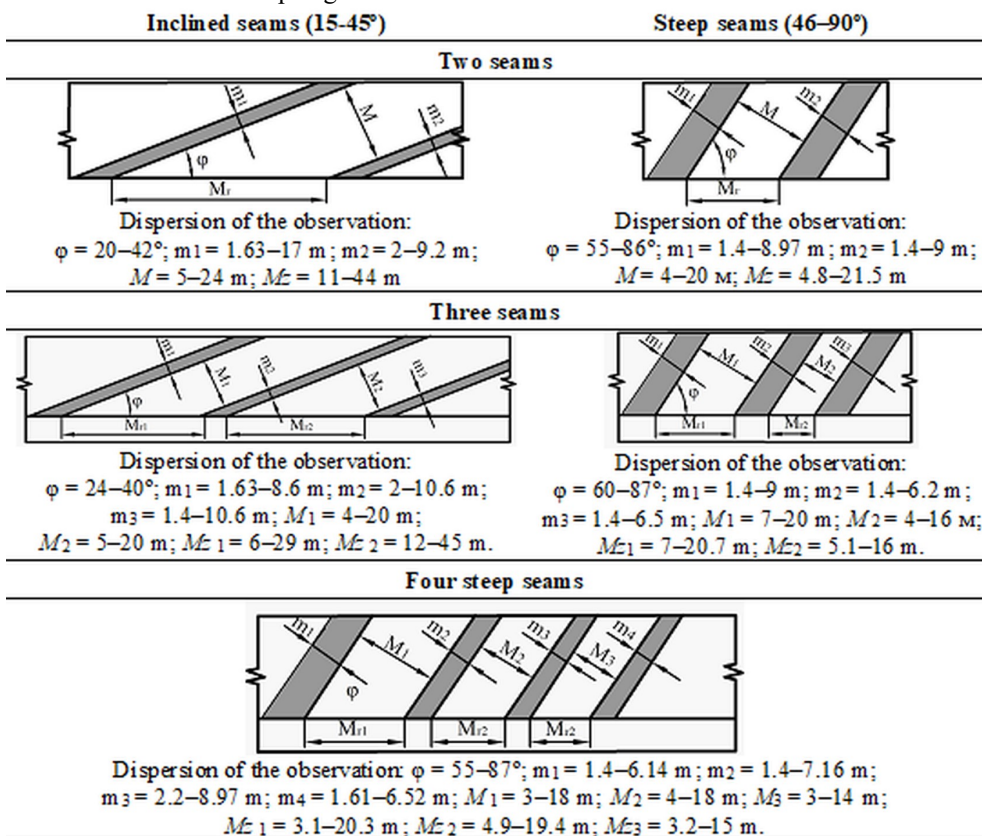 Inclined seams (15-45°) Steep seams (46–90°)
Two seams
m1 M m2 φ Mr
m1 M m2 φ Mr
Dispersion of the observation:
φ = 20–42°; m1 = 1.63–17 m; m2 = 2–9.2 m;
M = 5–24 m; Mz = 11–44 m
Dispersion of the observation:
φ = 55–86°; m1 = 1.4–8.97 m; m2 = 1.4–9 m;
M = 4–20 м; Mz = 4.8–21.5 m
Three seams
m1 M1 m2 M2 m3 φ Mr1 Mr2
m1 M1 m2 M2 m3 φ Mr1 Mr2
Dispersion of the observation:
φ = 24–40°; m1 = 1.63–8.6 m; m2 = 2–10.6 m;
m3 = 1.4–10.6 m; M1 = 4–20 m;
M2 = 5–20 m; Mz 1 = 6–29 m; Mz 2 = 12–45 m.
Dispersion of the observation:
φ = 60–87°; m1 = 1.4–9 m; m2 = 1.4–6.2 m;
m3 = 1.4–6.5 m; M1 = 7–20 m; M2 = 4–16 м;
Mz1 = 7–20.7 m; Mz2 = 5.1–16 m.
Four steep seams
m1 M1 m2 M2 m3 M3 m4 φ Mr1 Mr2 Mr2
Dispersion of the observation: φ = 55–87°; m1 = 1.4–6.14 m; m2 = 1.4–7.16 m;
m3 = 2.2–8.97 m; m4 = 1.61–6.52 m; M1 = 3–18 m; M2 = 4–18 m; M3 = 3–14 m;
Mz 1 = 3.1–20.3 m; Mz2 = 4.9–19.4 m; Mz3 = 3.2–15 m.